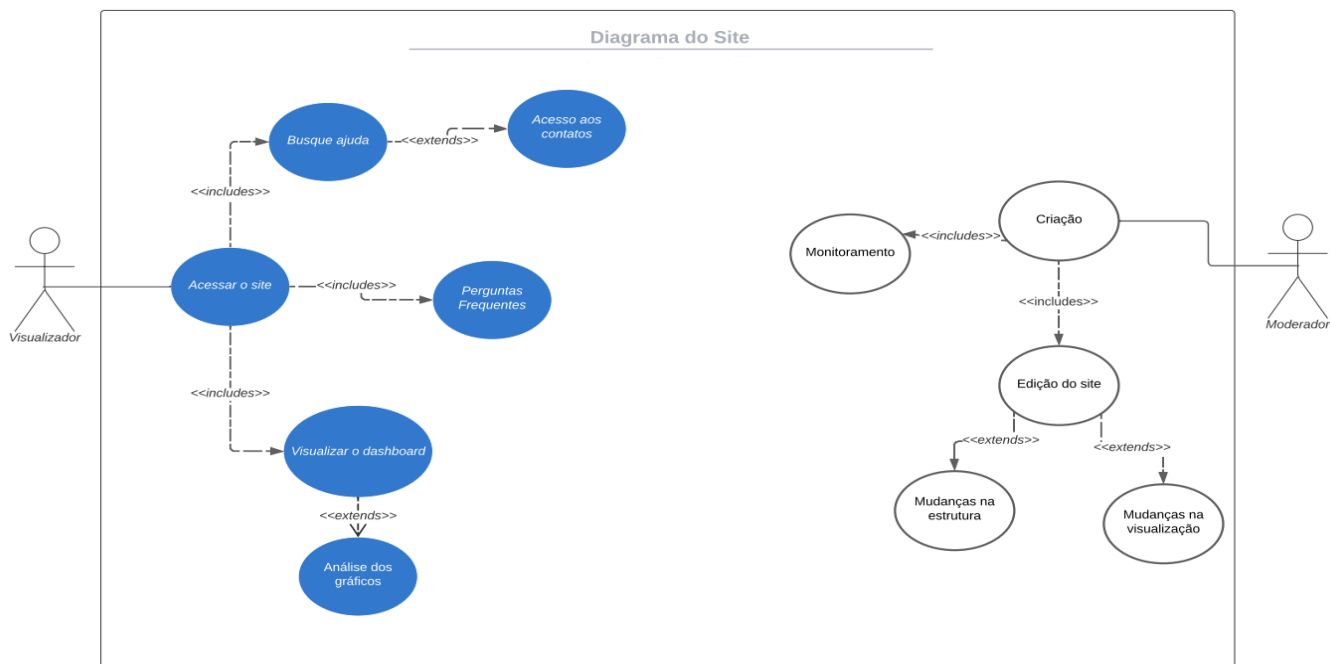 Diagrama do Site
Busque ajuda
<<extends>>
Acesso aos
contatos
<<includes>>
Acessar o site
<<includes>>
Perguntas
Frequentes
Visualizador
<<includes>>
Visualizar o dashboard
<<extends>>
Análise dos
gráficos
Criação
<<includes>>
Monitoramento
Moderador
<<includes>>
Edição do site
<<extends>>
<<extends>>
Mudanças na
estrutura
Mudanças na
visualização